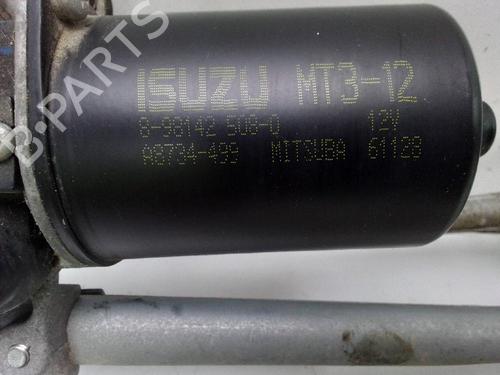 B-PARTS
ISUZU MT3-12
8-98142 508-0 12V
A8734-499 MITSUBA 61128